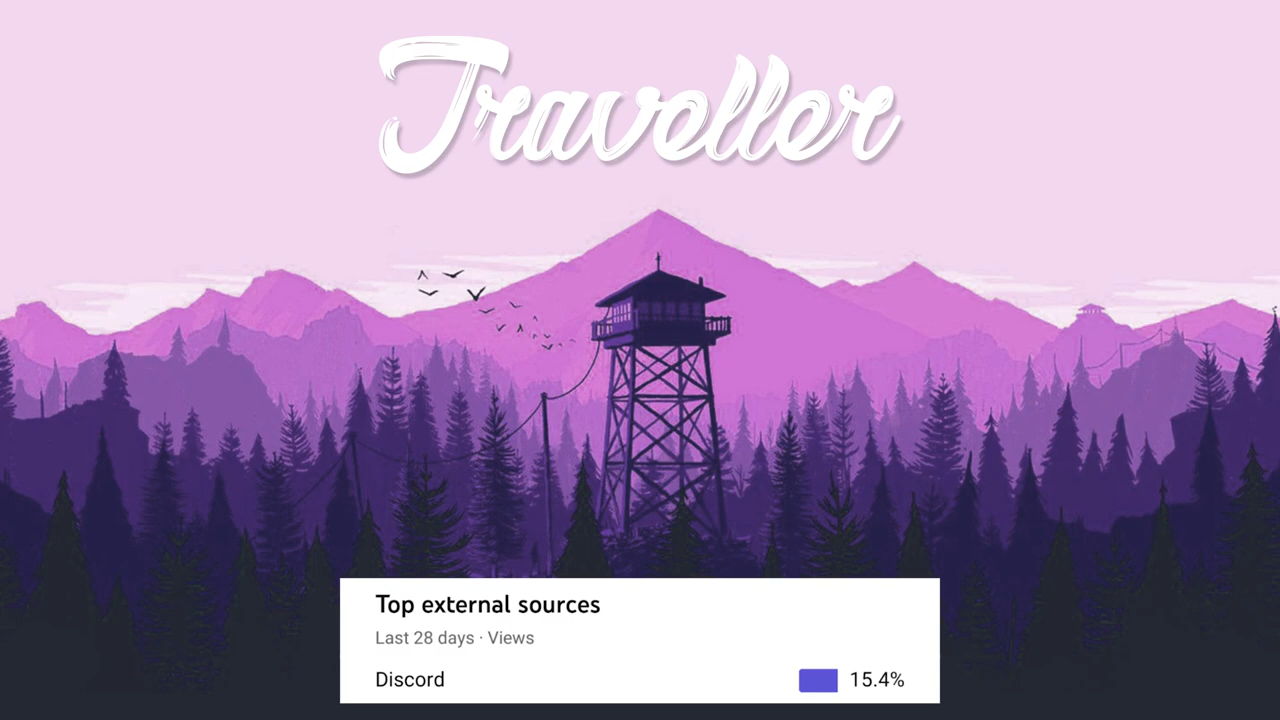 Traveller
Top external sources
Last 28 days · Views
Discord 15.4%